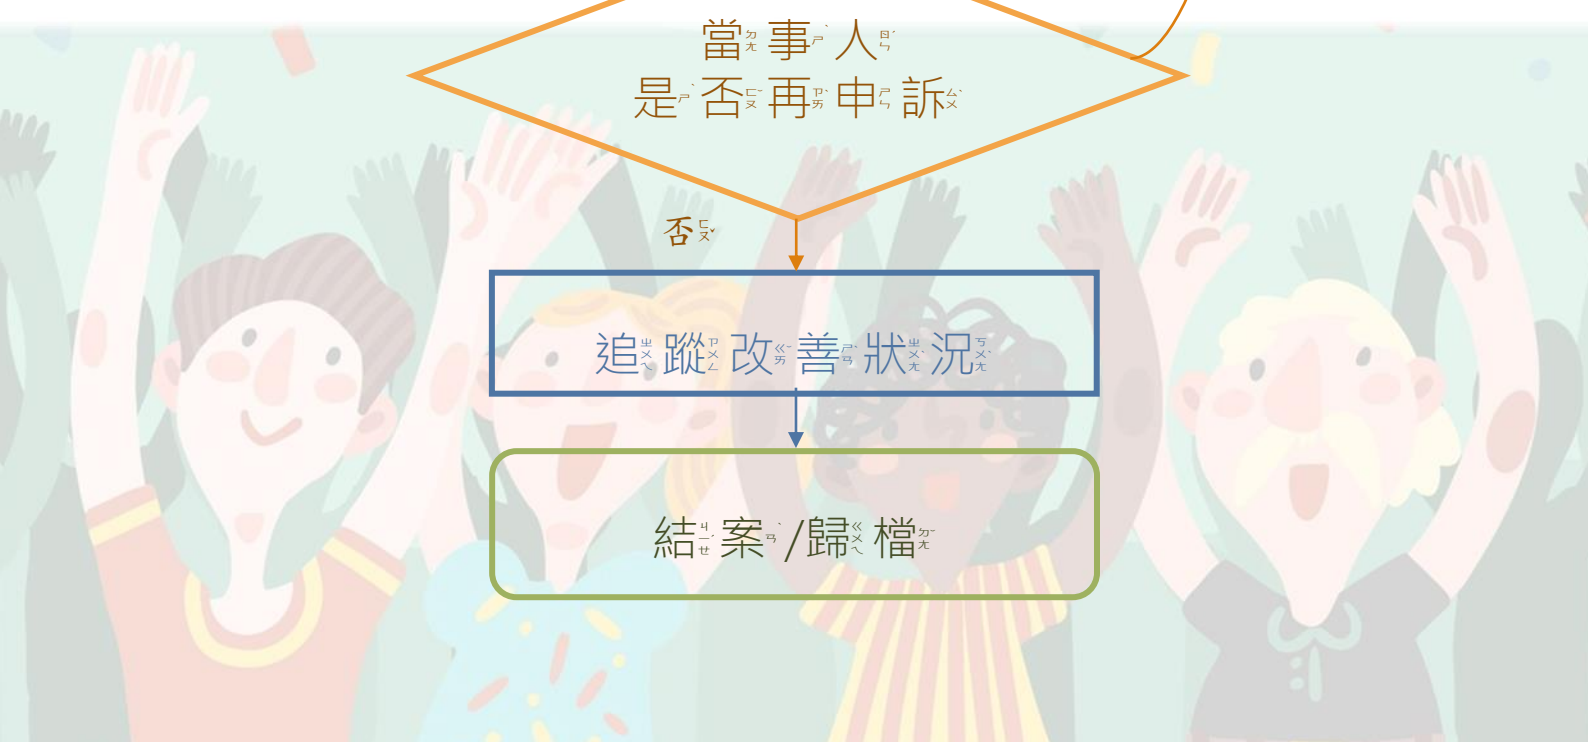 當事人
是否再申訴
否
追蹤改善狀況
結案/歸檔